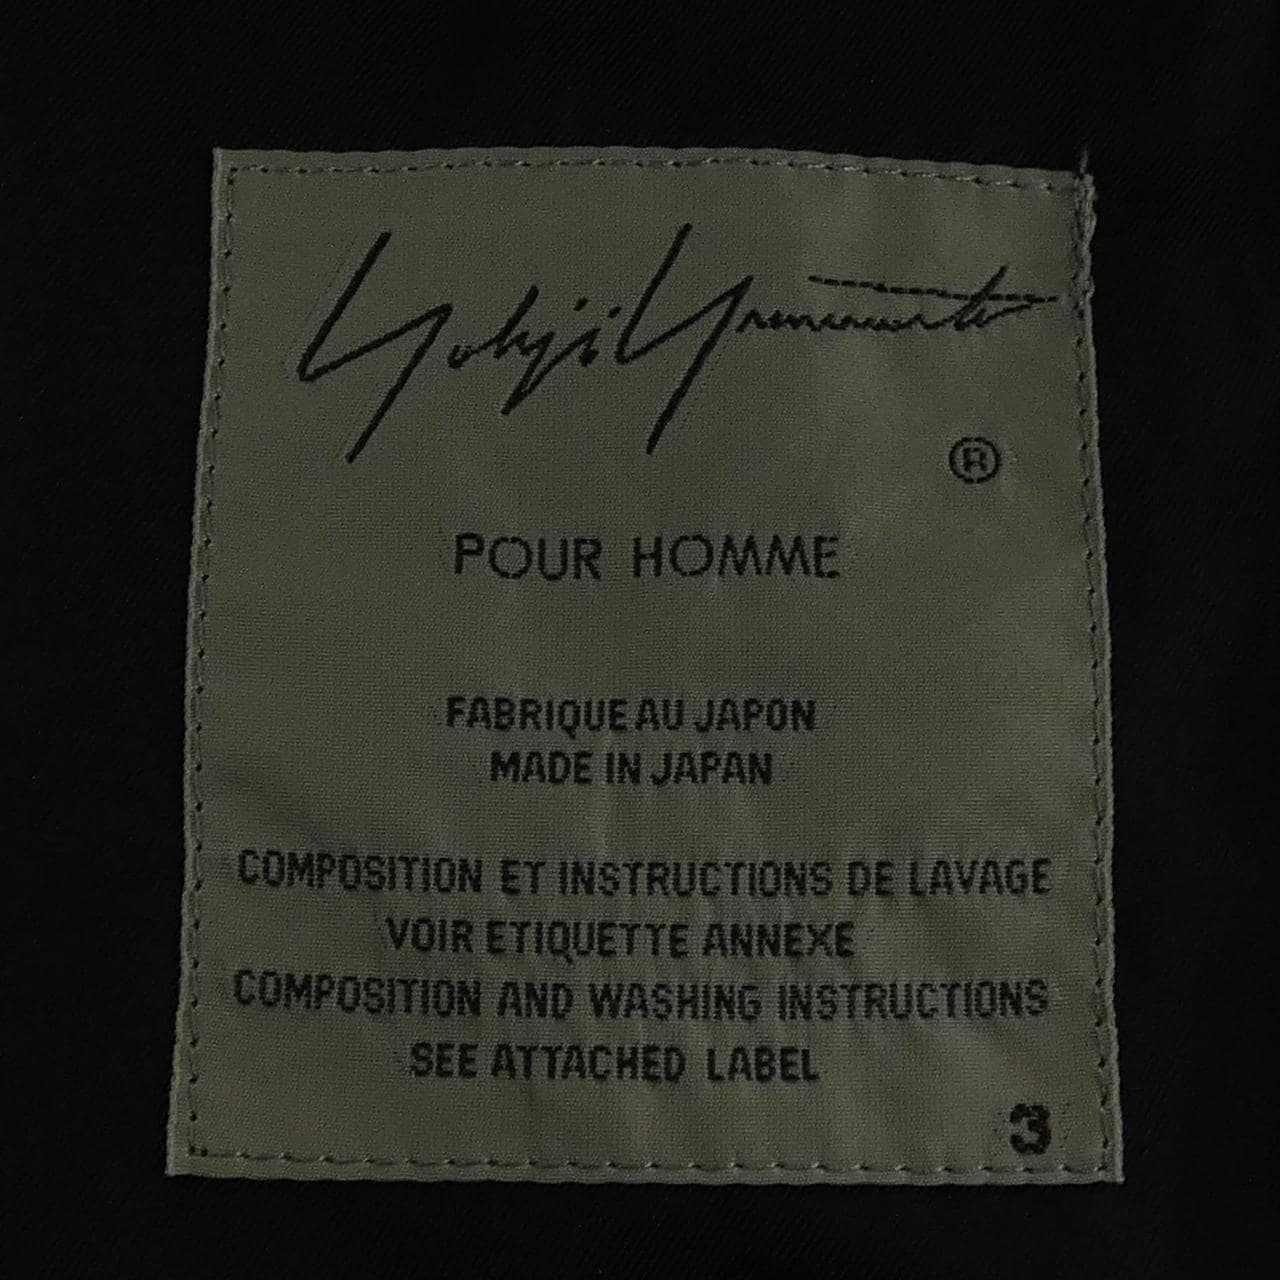 Yohji Yamamoto
®
POUR HOMME
FABRIQUE AU JAPON
MADE IN JAPAN
COMPOSITION ET INSTRUCTIONS DE LAVAGE
VOIR ETIQUETTE ANNEXE
COMPOSITION AND WASHING INSTRUCTIONS
SEE ATTACHED LABEL
3